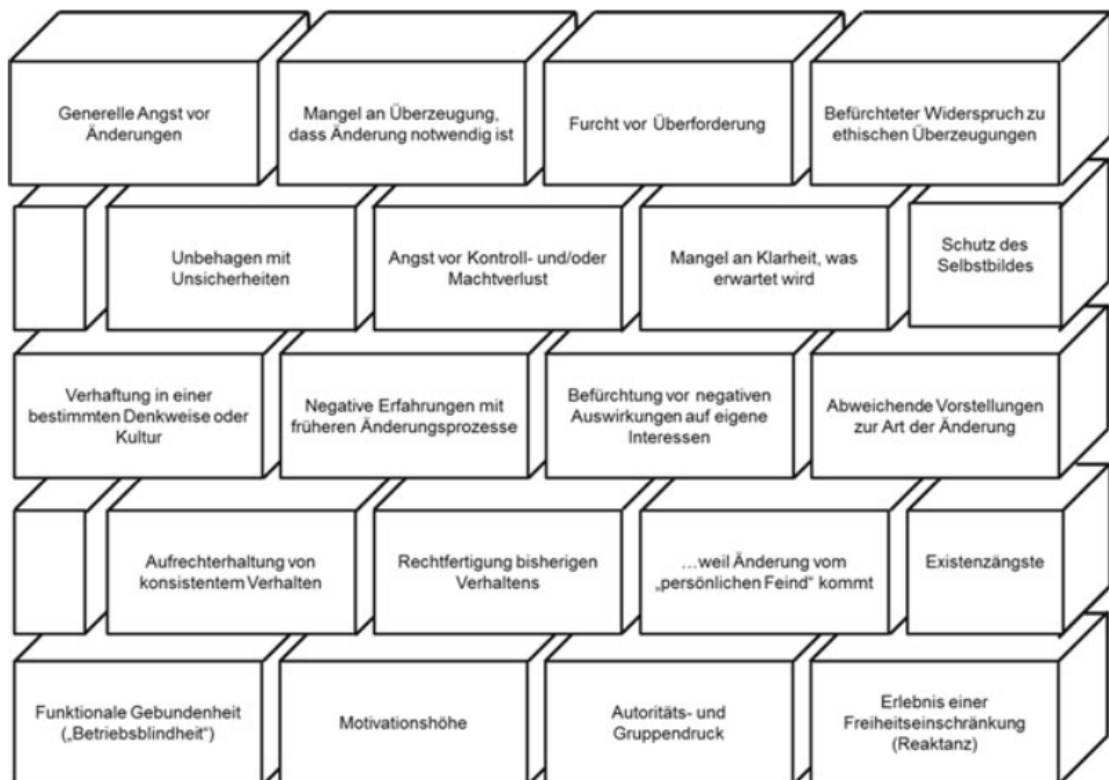 Generelle Angst vor
Änderungen
Mangel an Überzeugung,
dass Änderung notwendig ist
Furcht vor Überforderung
Befürchteter Widerspruch zu
ethischen Überzeugungen
Unbehagen mit
Unsicherheiten
Angst vor Kontroll- und/oder
Machtverlust
Mangel an Klarheit, was
erwartet wird
Schutz des
Selbstbildes
Verhaftung in einer
bestimmten Denkweise oder
Kultur
Negative Erfahrungen mit
früheren Änderungsprozesse
Befürchtung vor negativen
Auswirkungen auf eigene
Interessen
Abweichende Vorstellungen
zur Art der Änderung
Aufrechterhaltung von
konsistentem Verhalten
Rechtfertigung bisherigen
Verhaltens
…weil Änderung vom
„persönlichen Feind“ kommt
Existenzängste
Funktionale Gebundenheit
(„Betriebsblindheit“)
Motivationshöhe
Autoritäts- und
Gruppendruck
Erlebnis einer
Freiheitseinschränkung
(Reaktanz)